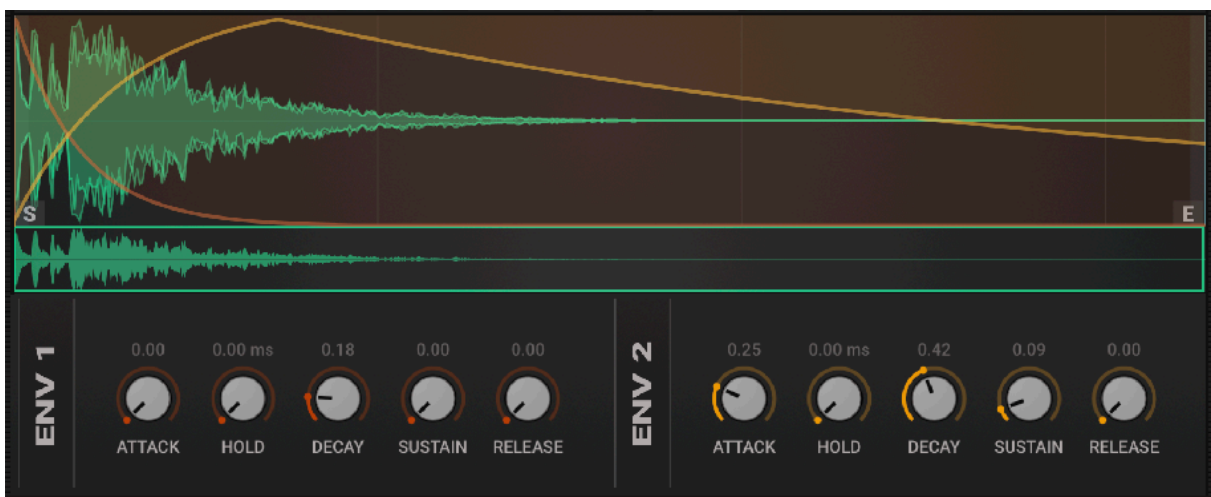 S
E
ENV 1
0.00 0.00 ms 0.18 0.00 0.00
ATTACK HOLD DECAY SUSTAIN RELEASE
ENV 2
0.25 0.00 ms 0.42 0.09 0.00
ATTACK HOLD DECAY SUSTAIN RELEASE